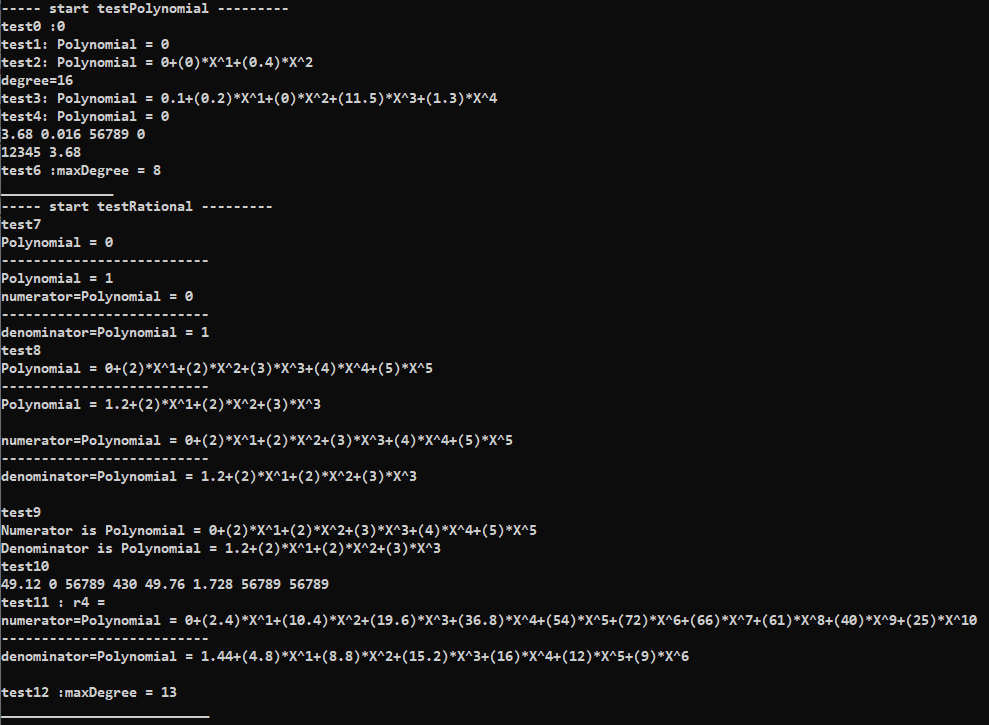 ----- start testPolynomial ---------
test0 :0
test1: Polynomial = 0
test2: Polynomial = 0+(0)*X^1+(0.4)*X^2
degree=16
test3: Polynomial = 0.1+(0.2)*X^1+(0)*X^2+(11.5)*X^3+(1.3)*X^4
test4: Polynomial = 0
3.68 0.016 56789 0
12345 3.68
test6 :maxDegree = 8
______________
----- start testRational ---------
test7
Polynomial = 0
--------------------------
Polynomial = 1
numerator=Polynomial = 0
--------------------------
denominator=Polynomial = 1
test8
Polynomial = 0+(2)*X^1+(2)*X^2+(3)*X^3+(4)*X^4+(5)*X^5
--------------------------
Polynomial = 1.2+(2)*X^1+(2)*X^2+(3)*X^3

numerator=Polynomial = 0+(2)*X^1+(2)*X^2+(3)*X^3+(4)*X^4+(5)*X^5
--------------------------
denominator=Polynomial = 1.2+(2)*X^1+(2)*X^2+(3)*X^3

test9
Numerator is Polynomial = 0+(2)*X^1+(2)*X^2+(3)*X^3+(4)*X^4+(5)*X^5
Denominator is Polynomial = 1.2+(2)*X^1+(2)*X^2+(3)*X^3
test10
49.12 0 56789 430 49.76 1.728 56789 56789
test11 : r4 =
numerator=Polynomial = 0+(2.4)*X^1+(10.4)*X^2+(19.6)*X^3+(36.8)*X^4+(54)*X^5+(72)*X^6+(66)*X^7+(61)*X^8+(40)*X^9+(25)*X^10
--------------------------
denominator=Polynomial = 1.44+(4.8)*X^1+(8.8)*X^2+(15.2)*X^3+(16)*X^4+(12)*X^5+(9)*X^6

test12 :maxDegree = 13
__________________________